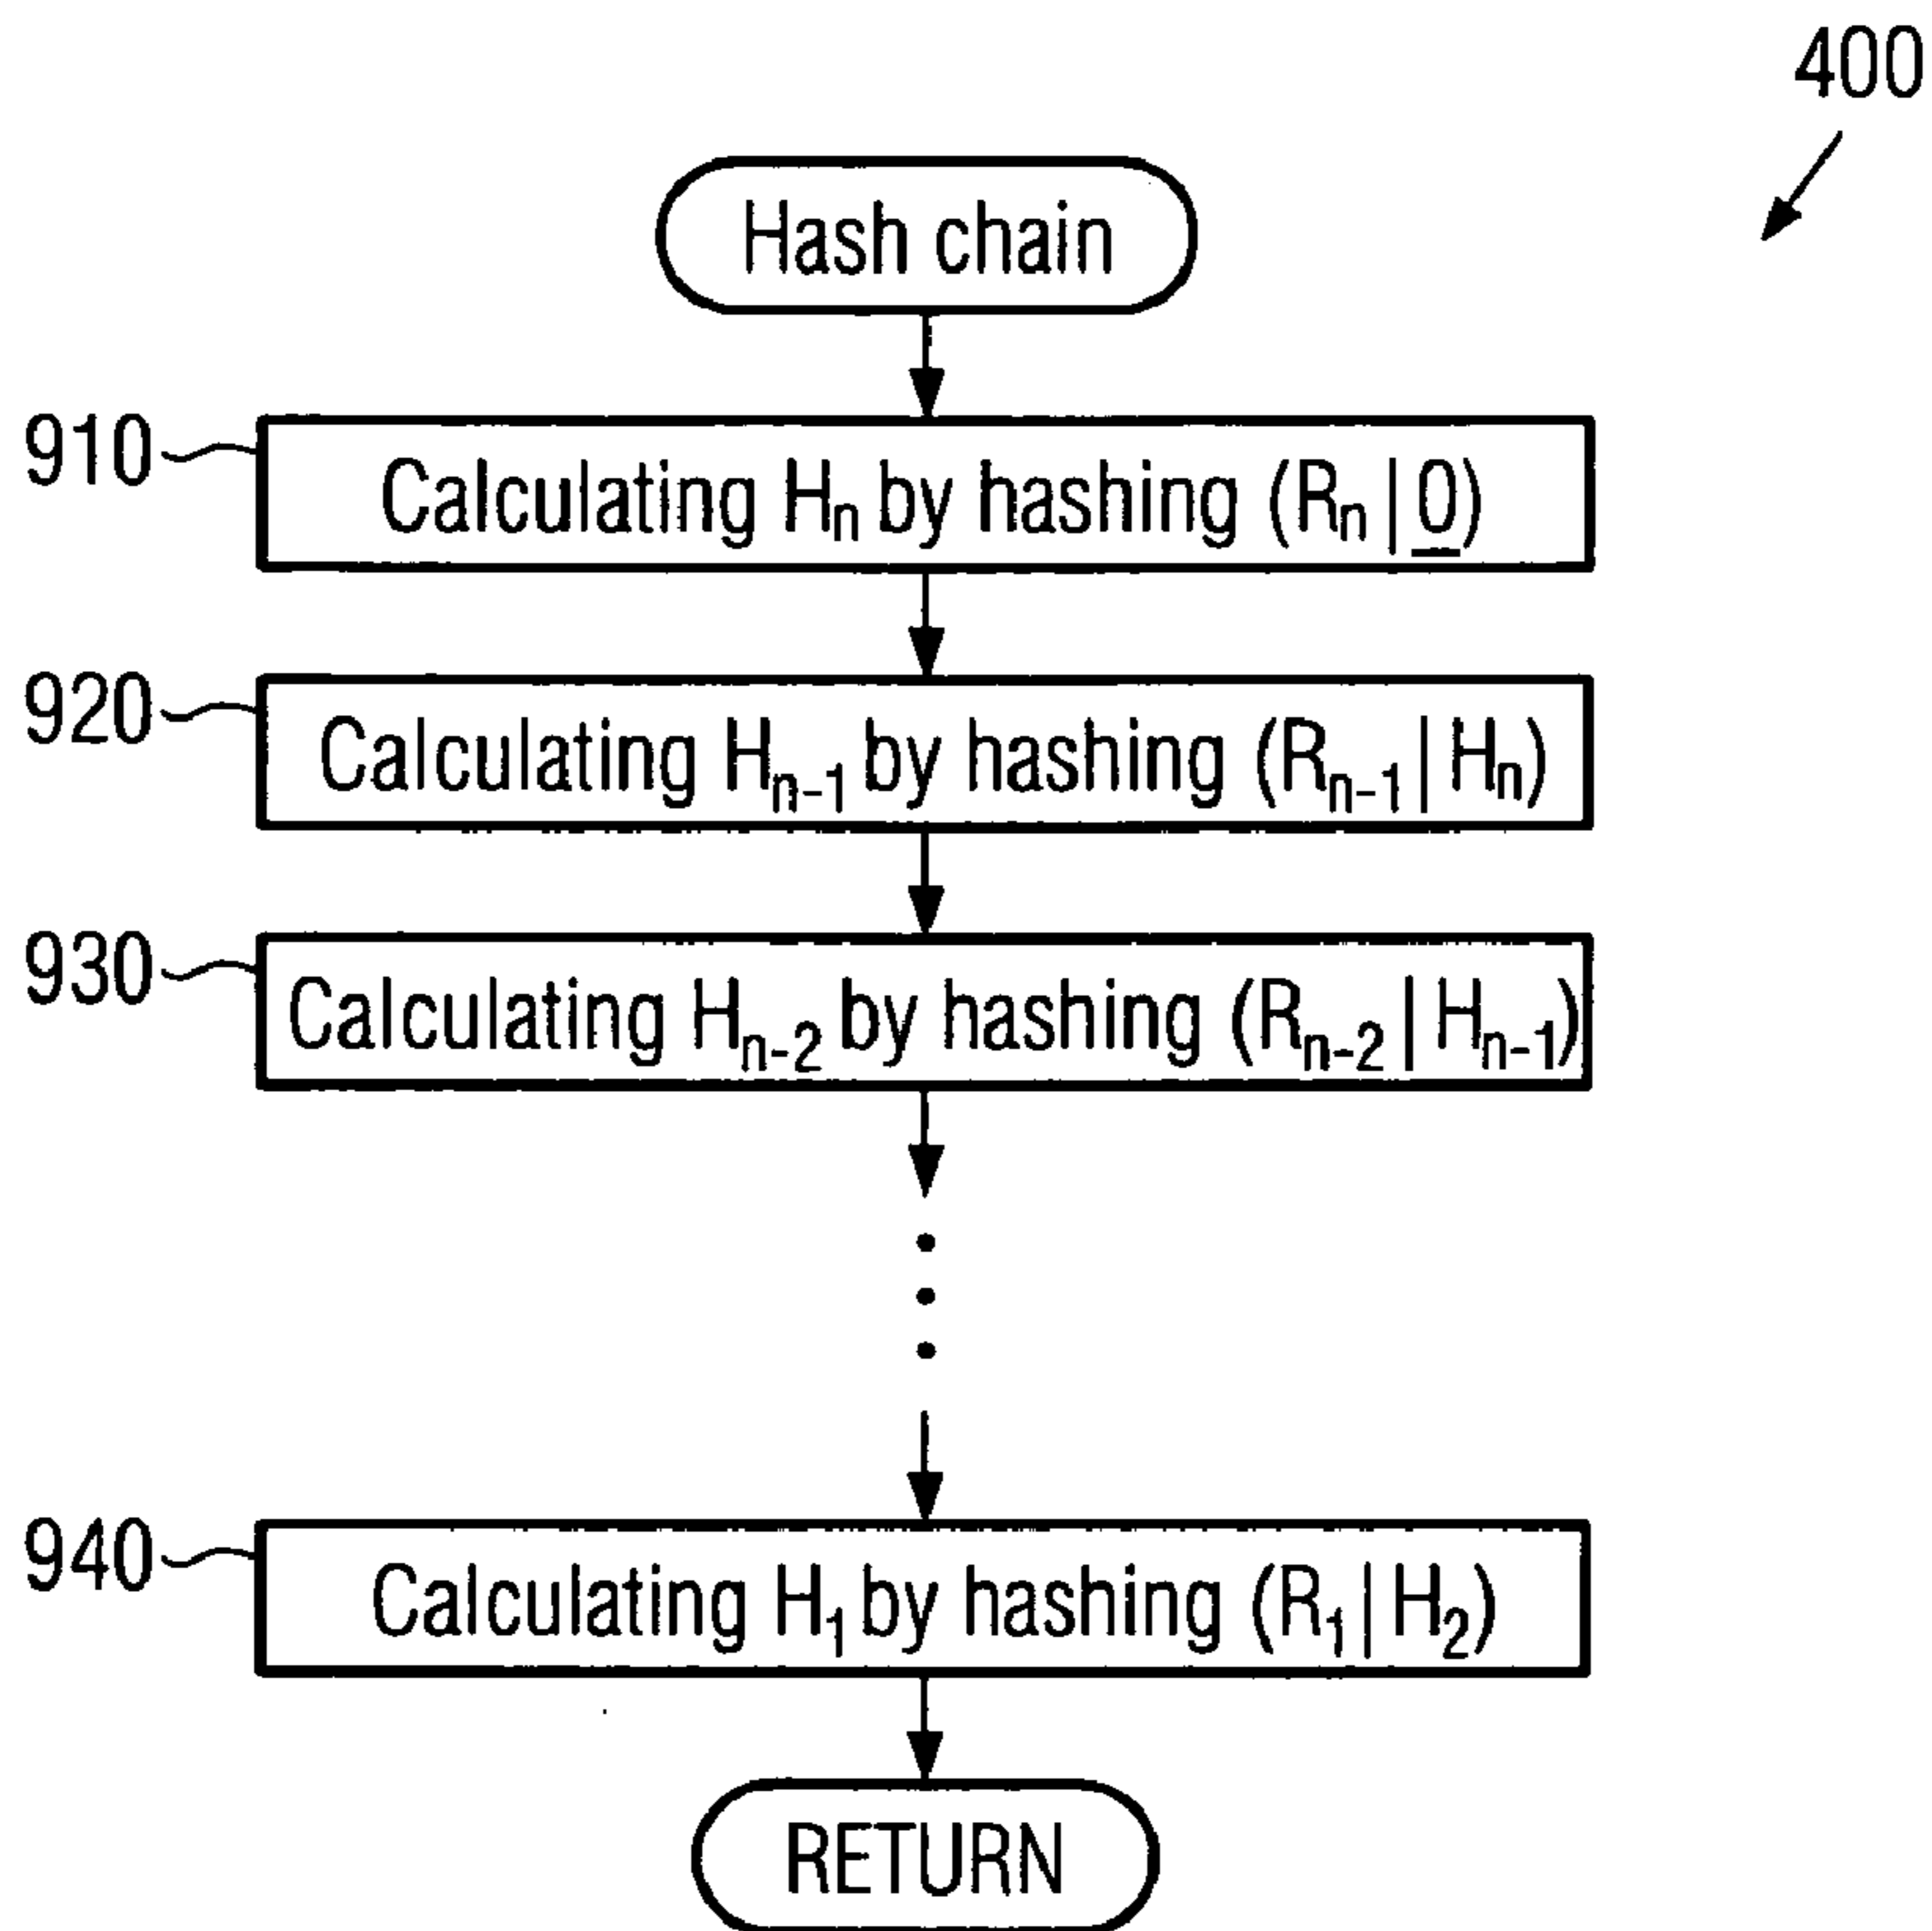 400
Hash chain
910
Calculating Hₙ by hashing (Rₙ | 0̲)
920
Calculating Hₙ₋₁ by hashing (Rₙ₋₁ | Hₙ)
930
Calculating Hₙ₋₂ by hashing (Rₙ₋₂ | Hₙ₋₁)
940
Calculating H₁ by hashing (R₁ | H₂)
RETURN